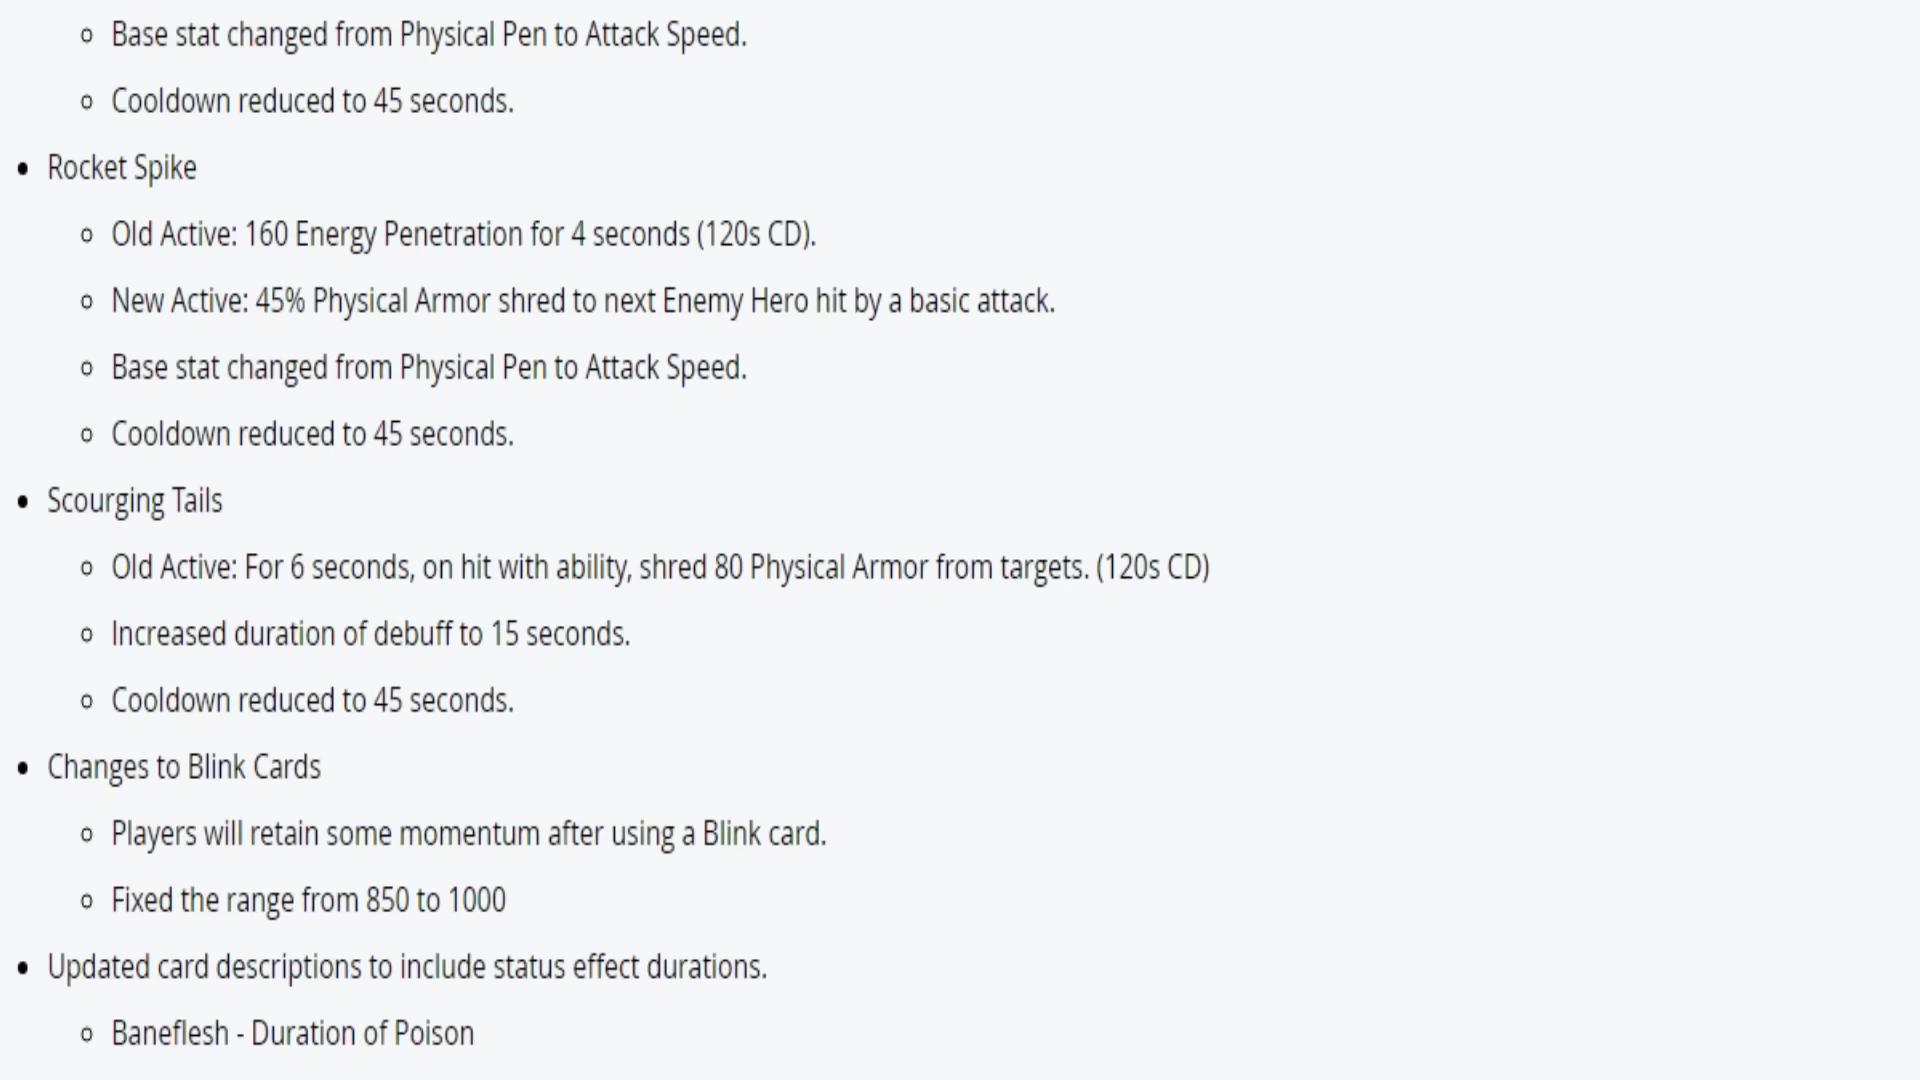 Base stat changed from Physical Pen to Attack Speed.
Cooldown reduced to 45 seconds.
Rocket Spike
Old Active: 160 Energy Penetration for 4 seconds (120s CD).
New Active: 45% Physical Armor shred to next Enemy Hero hit by a basic attack.
Base stat changed from Physical Pen to Attack Speed.
Cooldown reduced to 45 seconds.
Scourging Tails
Old Active: For 6 seconds, on hit with ability, shred 80 Physical Armor from targets. (120s CD)
Increased duration of debuff to 15 seconds.
Cooldown reduced to 45 seconds.
Changes to Blink Cards
Players will retain some momentum after using a Blink card.
Fixed the range from 850 to 1000
Updated card descriptions to include status effect durations.
Baneflesh - Duration of Poison